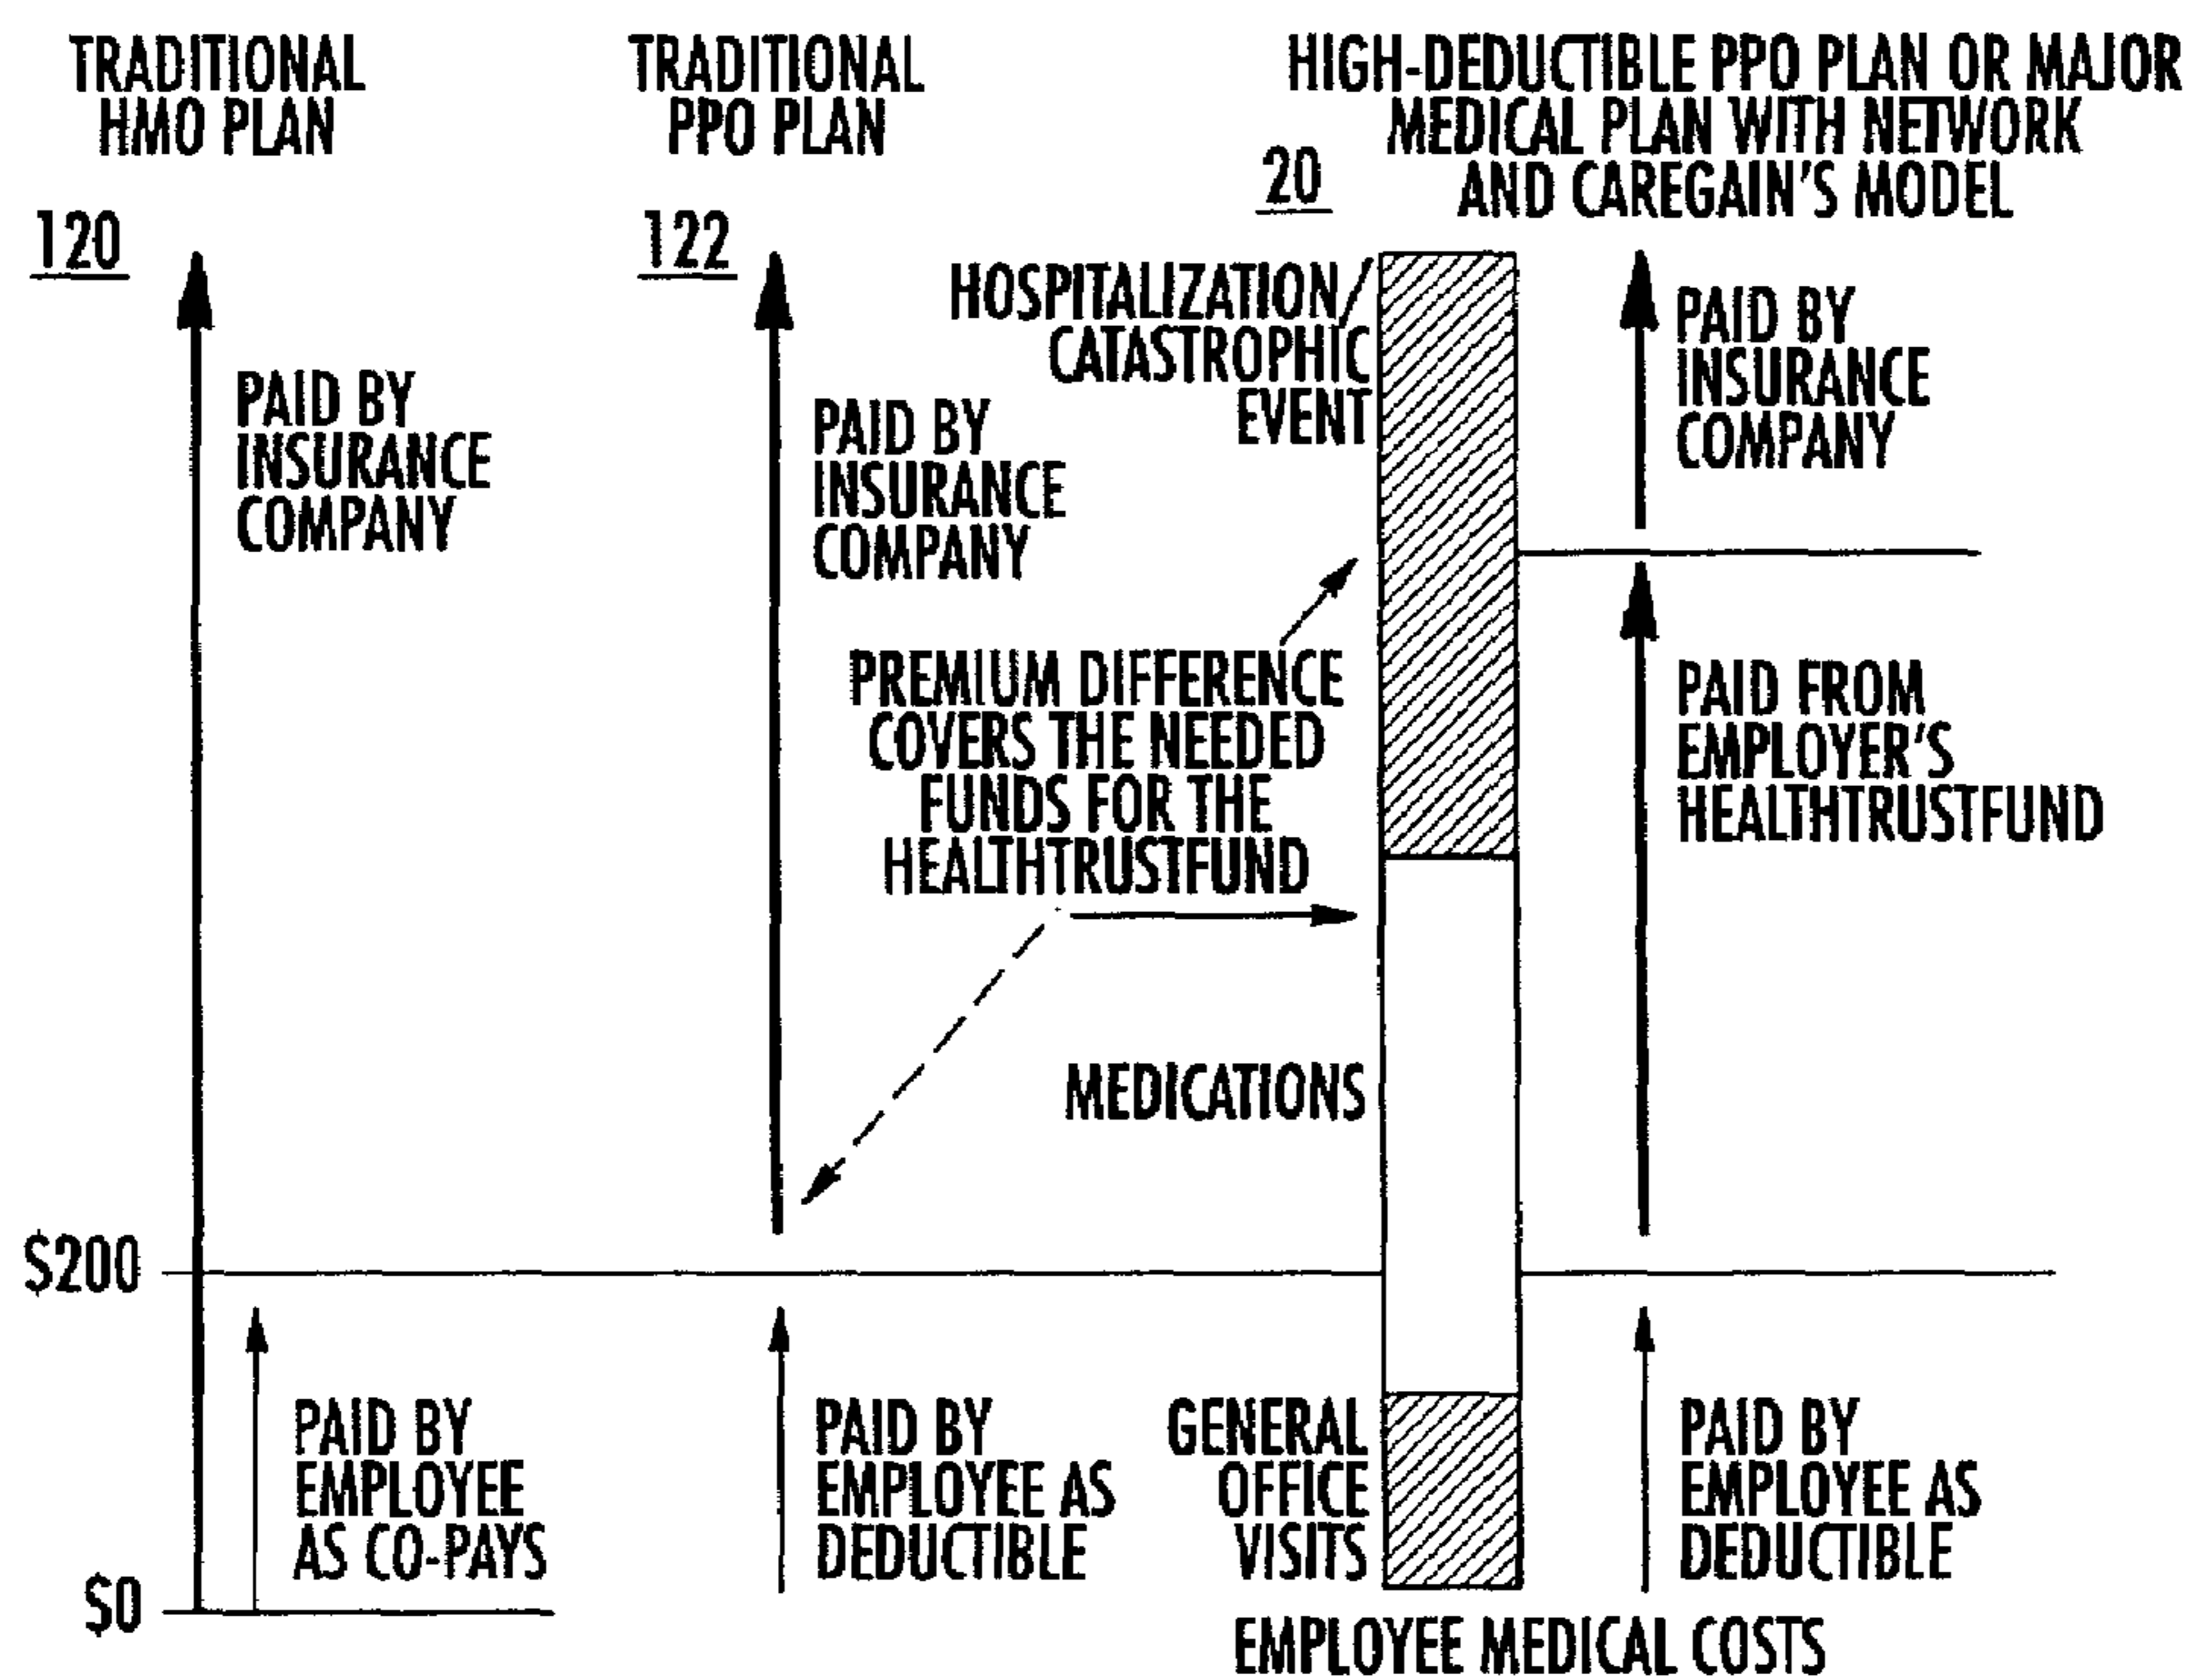 TRADITIONAL
HMO PLAN
120
PAID BY
INSURANCE
COMPANY
$200
PAID BY
EMPLOYEE
AS CO-PAYS
$0
TRADITIONAL
PPO PLAN
122
PAID BY
INSURANCE
COMPANY
PAID BY
EMPLOYEE AS
DEDUCTIBLE
HIGH-DEDUCTIBLE PPO PLAN OR MAJOR
MEDICAL PLAN WITH NETWORK
AND CAREGAIN'S MODEL
20
HOSPITALIZATION/
CATASTROPHIC
EVENT
PREMIUM DIFFERENCE
COVERS THE NEEDED
FUNDS FOR THE
HEALTHTRUSTFUND
MEDICATIONS
GENERAL
OFFICE
VISITS
PAID BY
INSURANCE
COMPANY
PAID FROM
EMPLOYER'S
HEALTHTRUSTFUND
PAID BY
EMPLOYEE AS
DEDUCTIBLE
EMPLOYEE MEDICAL COSTS